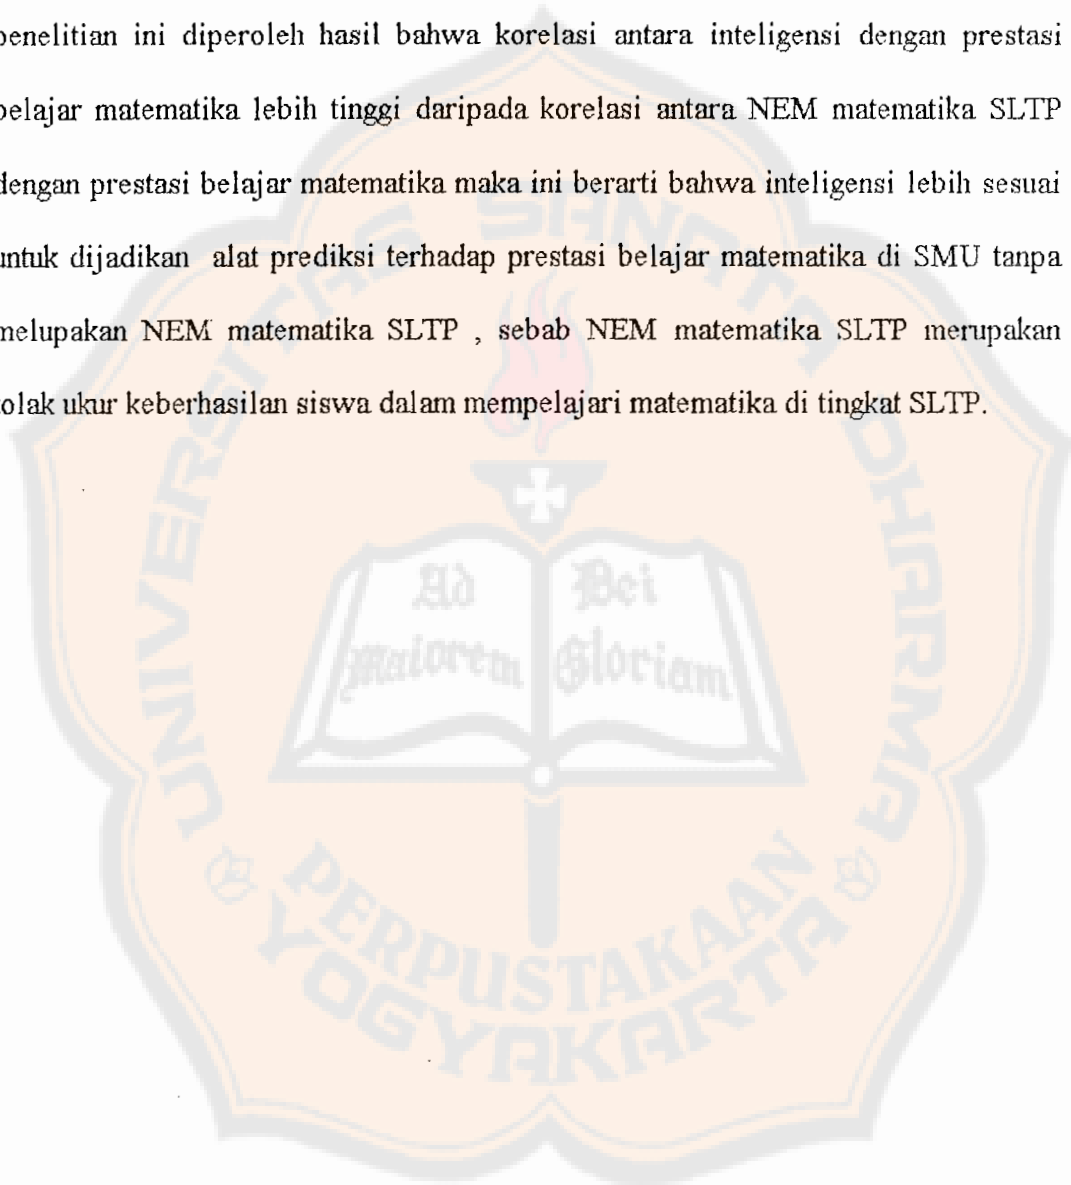 penelitian ini diperoleh hasil bahwa korelasi antara inteligensi dengan prestasi
belajar matematika lebih tinggi daripada korelasi antara NEM matematika SLTP
dengan prestasi belajar matematika maka ini berarti bahwa inteligensi lebih sesuai
untuk dijadikan alat prediksi terhadap prestasi belajar matematika di SMU tanpa
melupakan NEM matematika SLTP , sebab NEM matematika SLTP merupakan
tolak ukur keberhasilan siswa dalam mempelajari matematika di tingkat SLTP.
UNIVERSITAS SANATA DHARMA
Ad Dei
Maiorem Gloriam
PERPUSTAKAAN
YOGYAKARTA